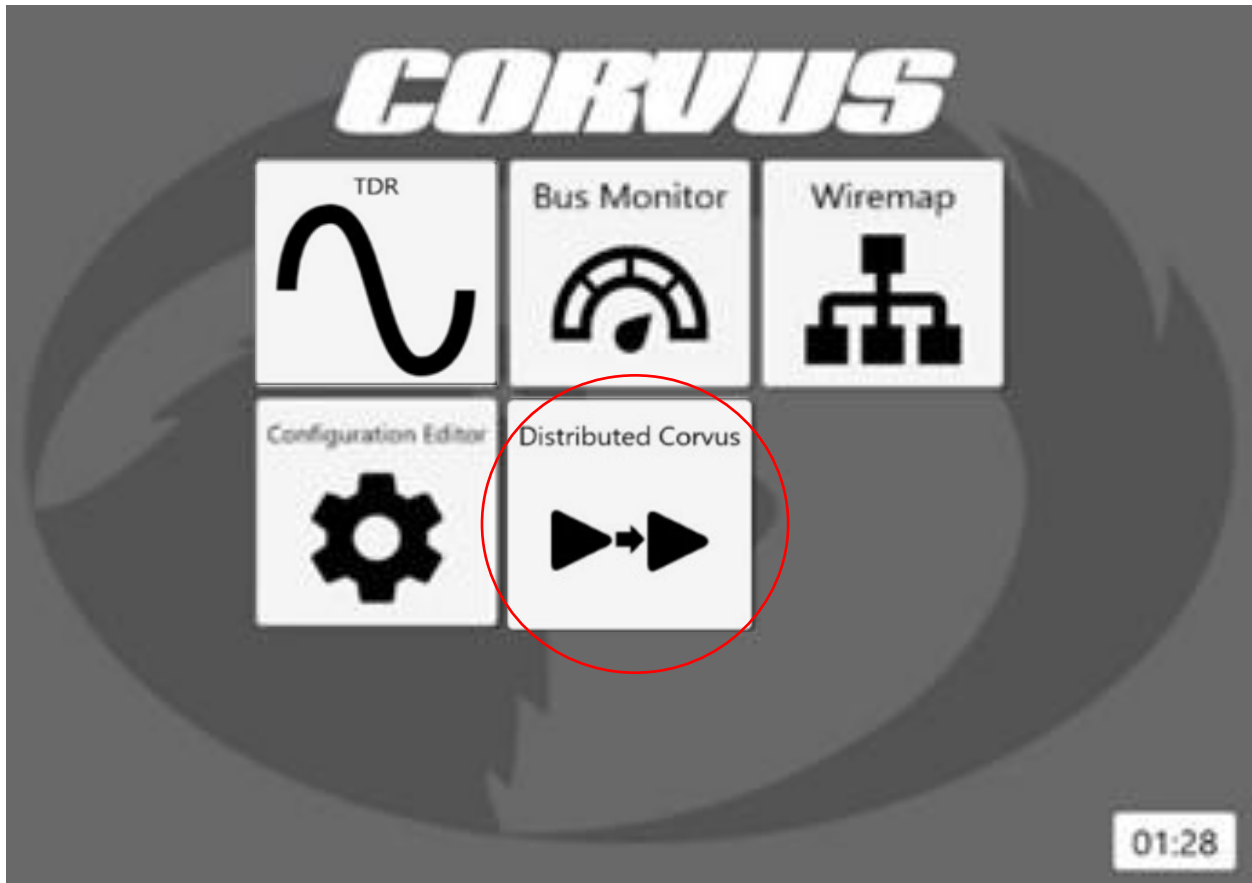 CORVUS
TDR
Bus Monitor
Wiremap
Configuration Editor
Distributed Corvus
01:28